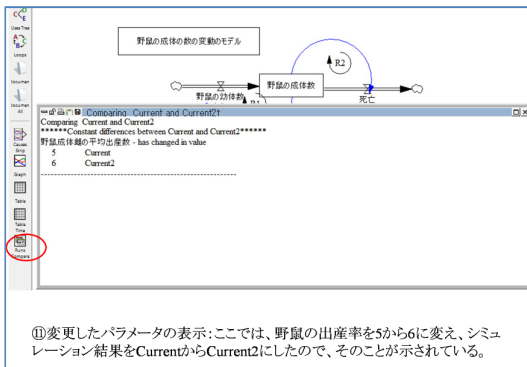 Uses Tree
Loops
Document
Document
All
Causes
Strip
Graph
Table
Table
Time
Runs
Compare
野鼠の成体の数の変動のモデル
R2
野鼠の幼体数
野鼠の成体数
死亡
Comparing Current and Current2†
Comparing Current and Current2
******Constant differences between Current and Current2******
野鼠成体雌の平均出産数 - has changed in value
5 Current
6 Current2
------------------------------------------------------------
⑪変更したパラメータの表示:ここでは、野鼠の出産率を5から6に変え、シミュ
レーション結果をCurrentからCurrent2にしたので、そのことが示されている。